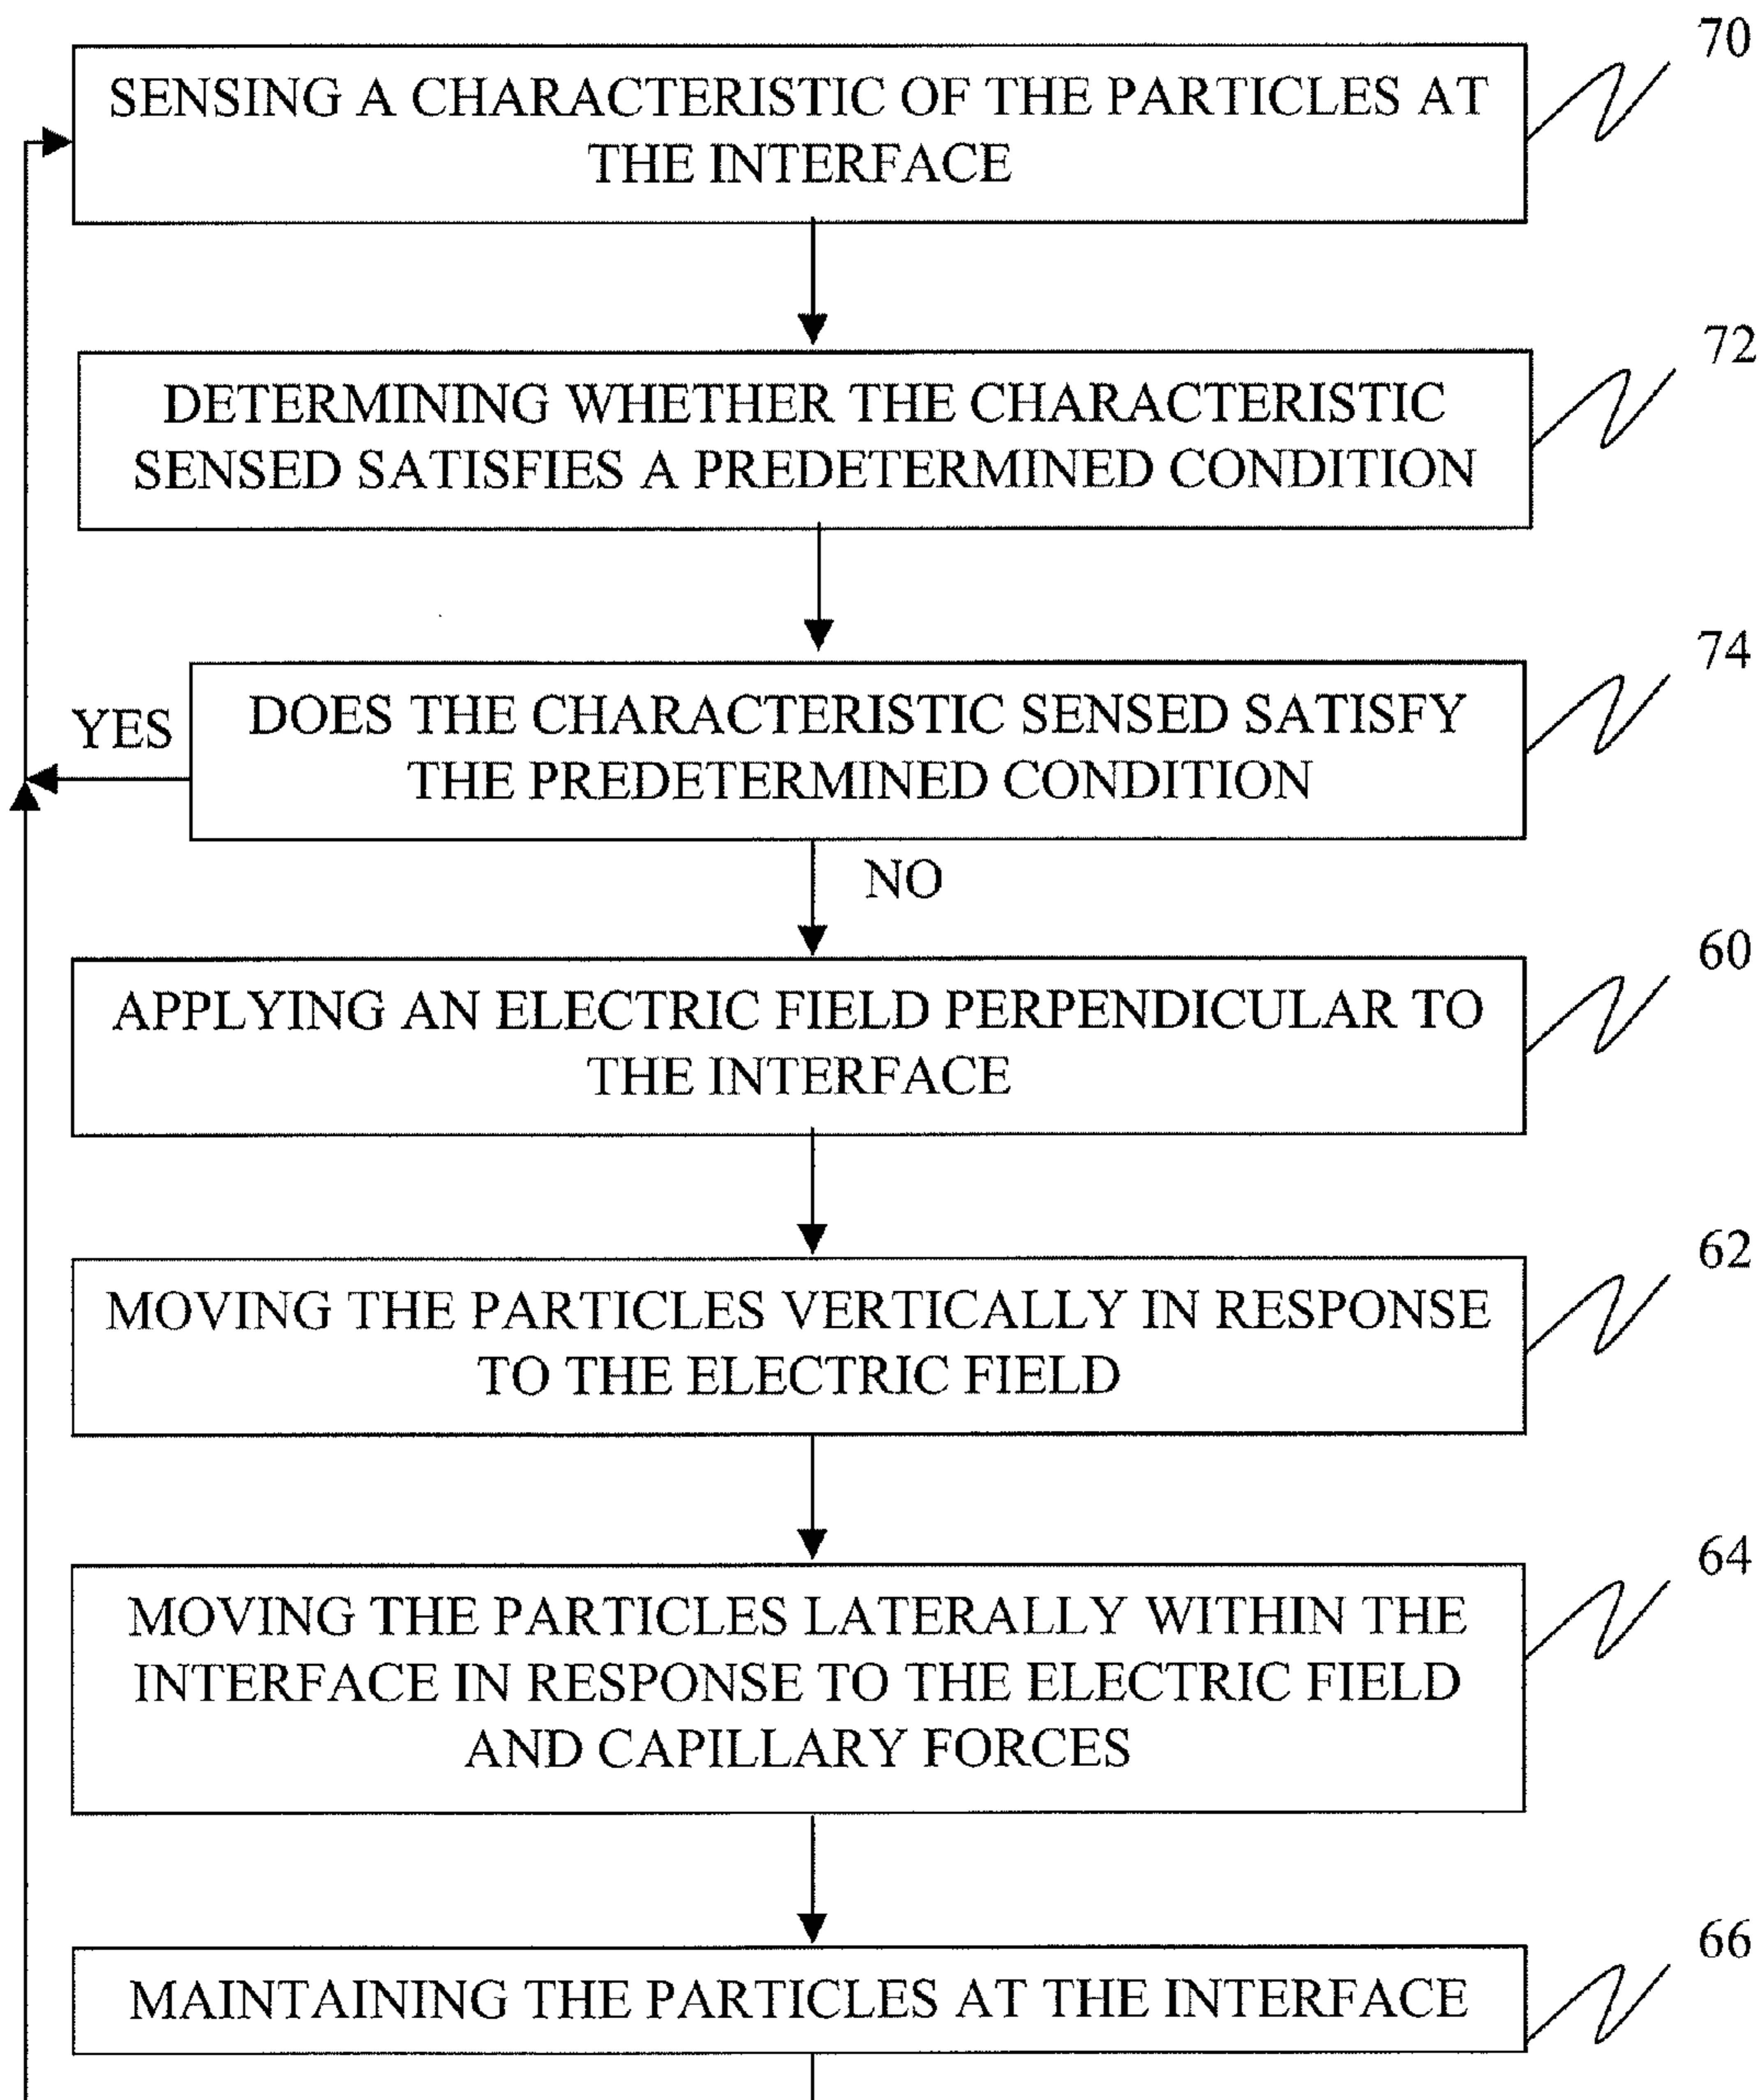 70
SENSING A CHARACTERISTIC OF THE PARTICLES AT
THE INTERFACE
72
DETERMINING WHETHER THE CHARACTERISTIC
SENSED SATISFIES A PREDETERMINED CONDITION
74
YES
DOES THE CHARACTERISTIC SENSED SATISFY
THE PREDETERMINED CONDITION
NO
60
APPLYING AN ELECTRIC FIELD PERPENDICULAR TO
THE INTERFACE
62
MOVING THE PARTICLES VERTICALLY IN RESPONSE
TO THE ELECTRIC FIELD
64
MOVING THE PARTICLES LATERALLY WITHIN THE
INTERFACE IN RESPONSE TO THE ELECTRIC FIELD
AND CAPILLARY FORCES
66
MAINTAINING THE PARTICLES AT THE INTERFACE